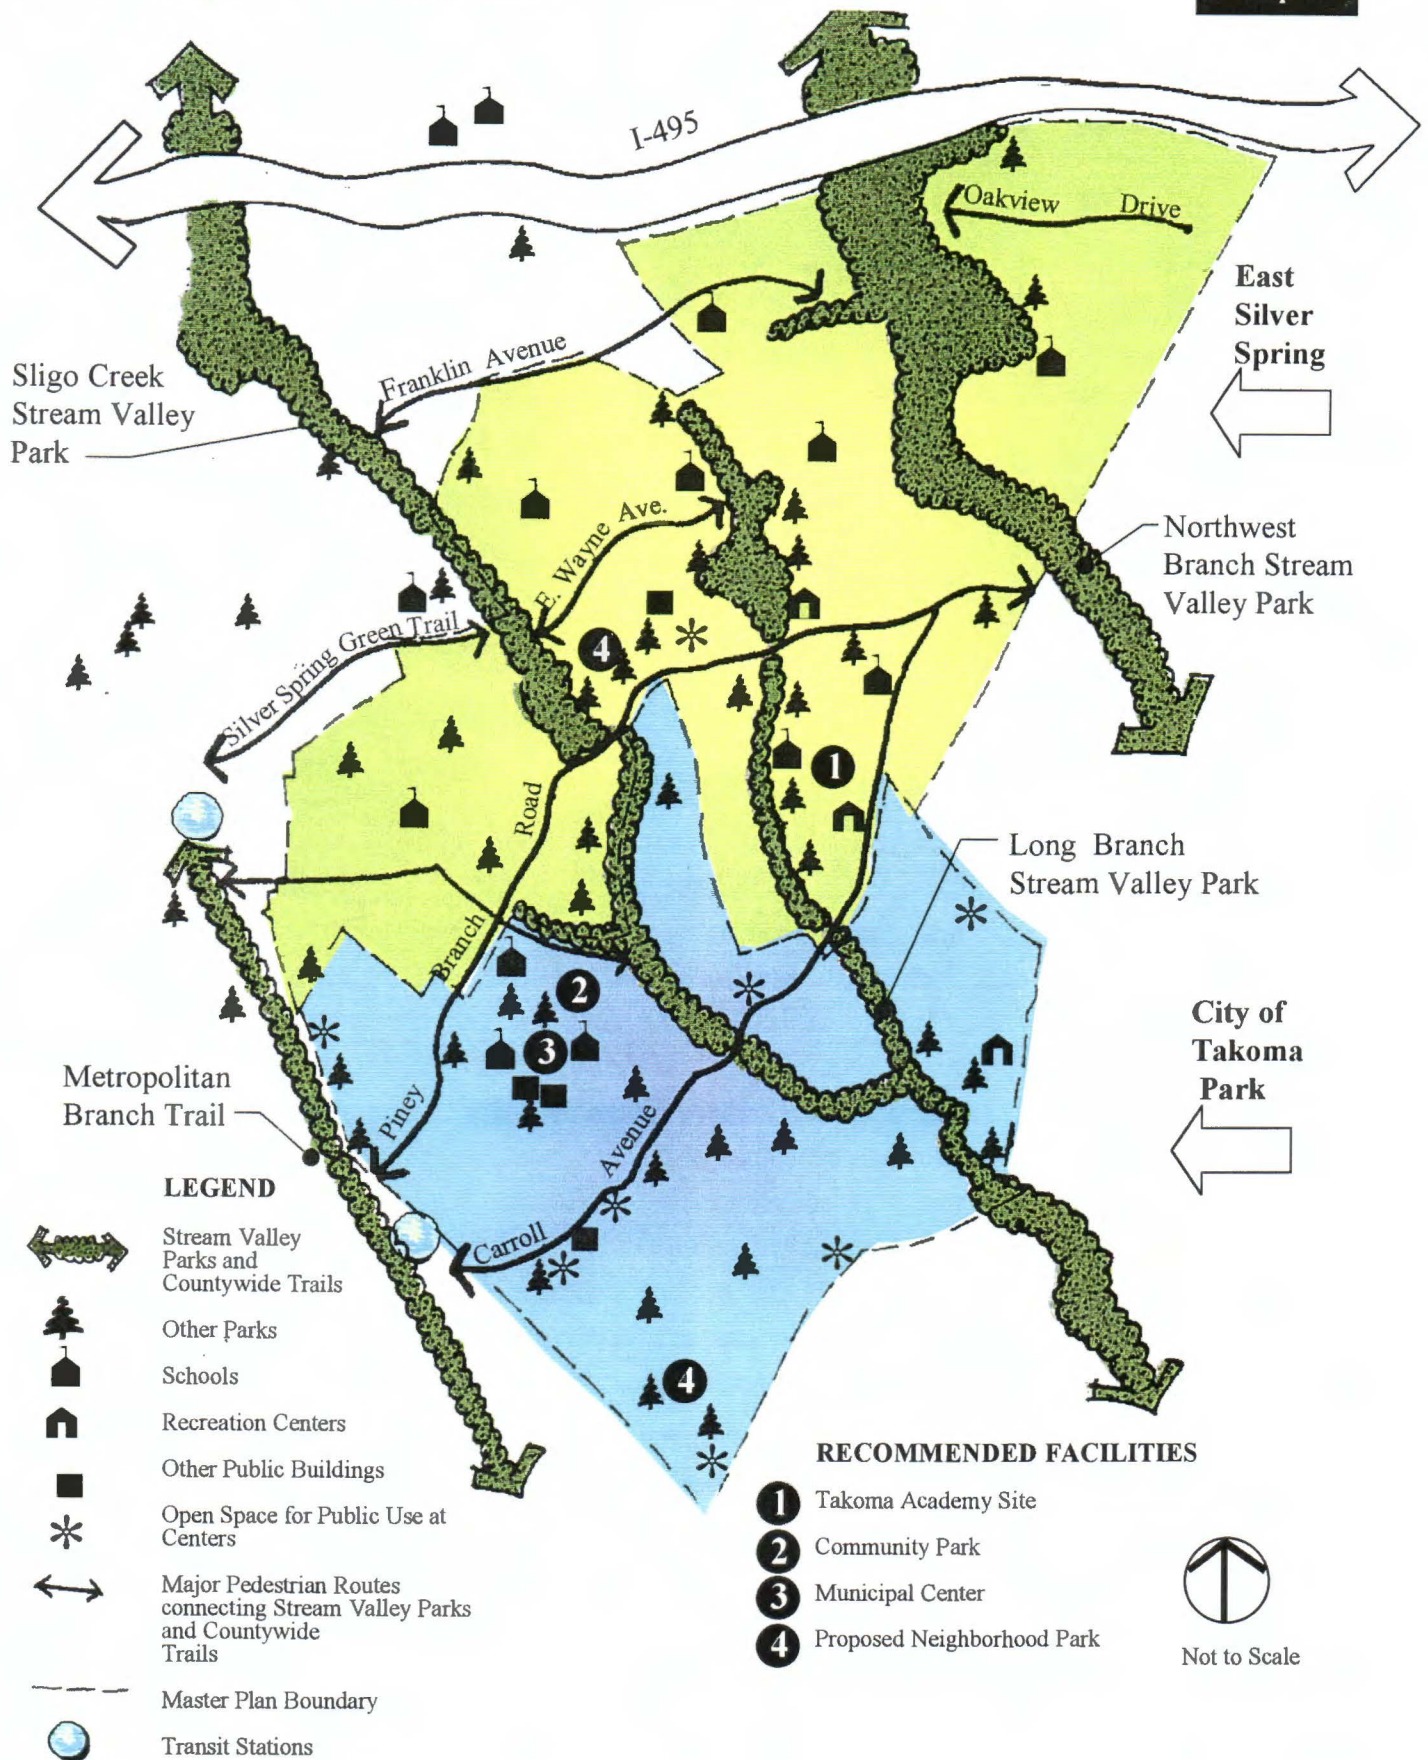 I-495
Oakview Drive
East
Silver
Spring
Franklin Avenue
Sligo Creek
Stream Valley
Park
E. Wayne Ave.
Northwest
Branch Stream
Valley Park
Silver Spring Green Trail
4
1
Road
Long Branch
Stream Valley Park
Branch
2
City of
Takoma
Park
3
Metropolitan
Branch Trail
Piney
Avenue
Carroll
4
LEGEND
Stream Valley
Parks and
Countywide Trails
Other Parks
Schools
Recreation Centers
Other Public Buildings
Open Space for Public Use at
Centers
Major Pedestrian Routes
connecting Stream Valley Parks
and Countywide
Trails
Master Plan Boundary
Transit Stations
RECOMMENDED FACILITIES
1 Takoma Academy Site
2 Community Park
3 Municipal Center
4 Proposed Neighborhood Park
Not to Scale